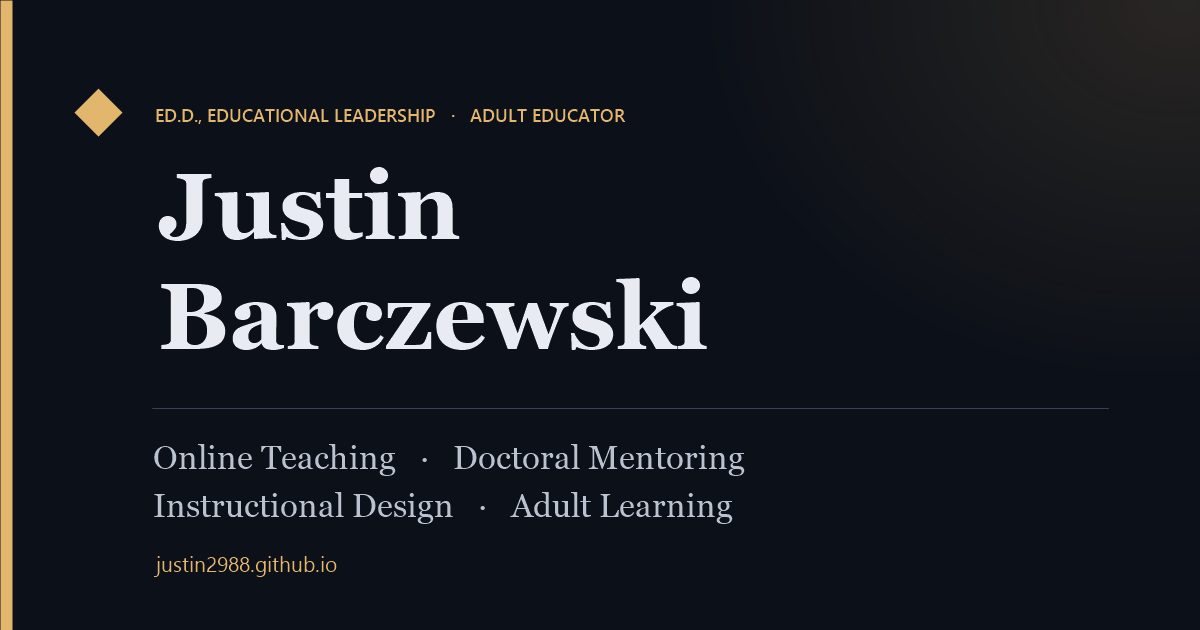 ED.D., EDUCATIONAL LEADERSHIP · ADULT EDUCATOR
Justin
Barczewski
Online Teaching · Doctoral Mentoring
Instructional Design · Adult Learning
justin2988.github.io